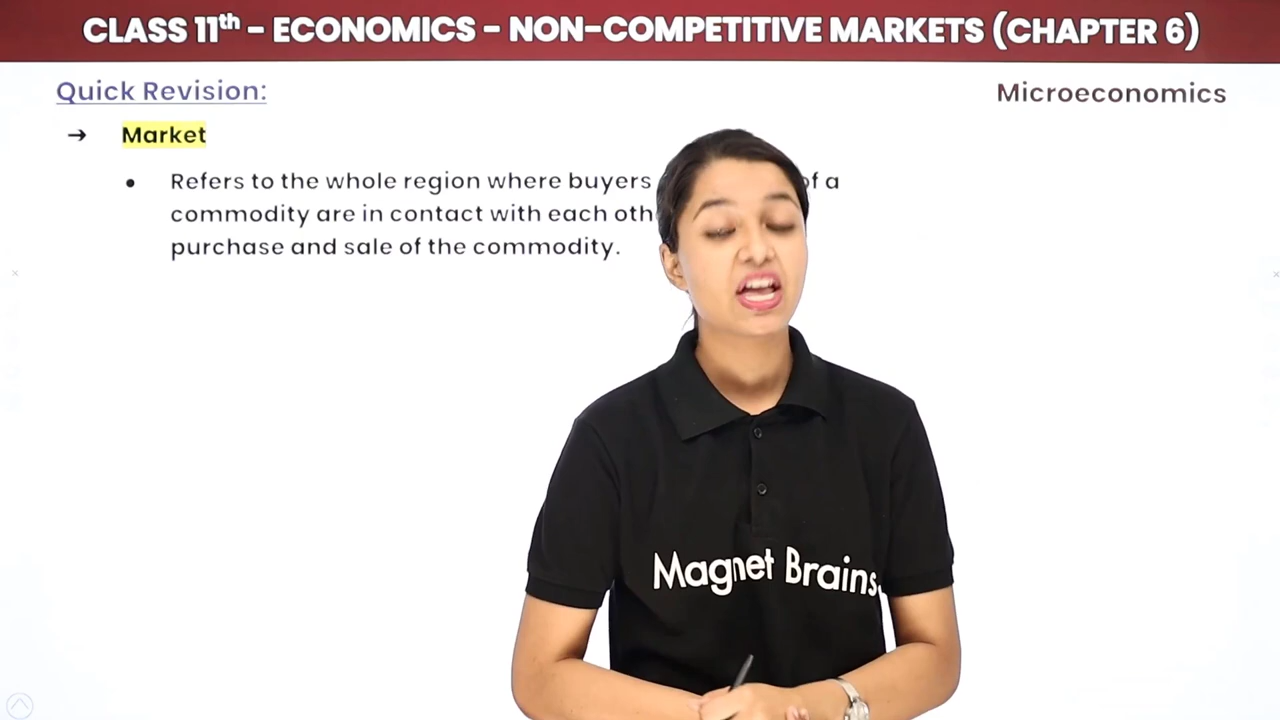 CLASS 11th - ECONOMICS - NON-COMPETITIVE MARKETS (CHAPTER 6)
Quick Revision:
Microeconomics
→ Market
• Refers to the whole region where buyers of a
commodity are in contact with each
purchase and sale of the commodity.
Magnet Brains